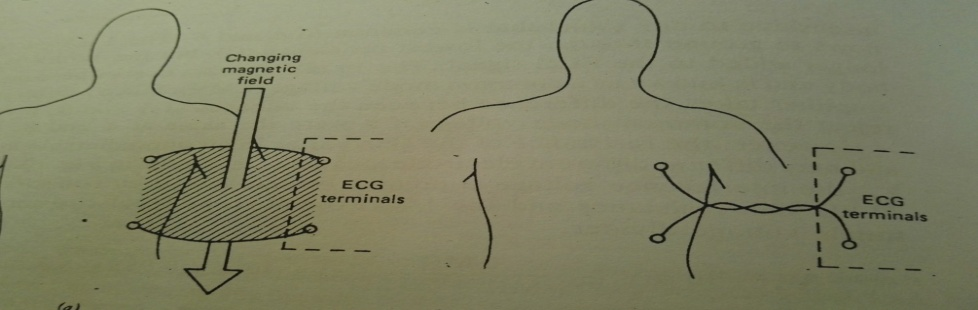 Changing
magnetic
field
ECG
terminals
ECG
terminals
(a)